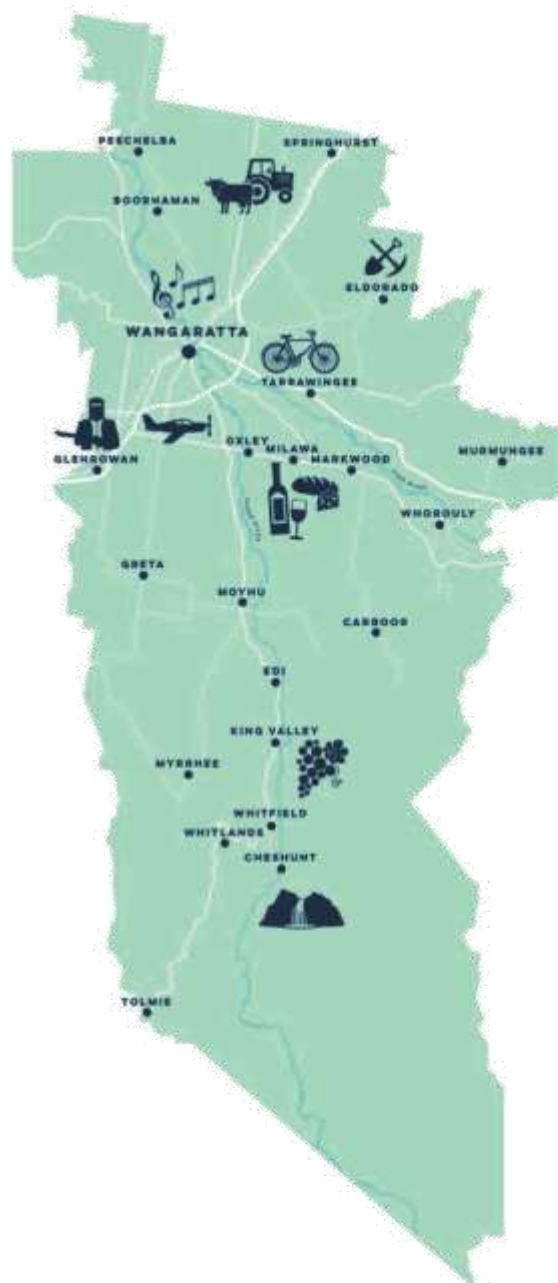 PEECHELBA
SPRINGHURST
BOORHAMAN
ELDORADO
WANGARATTA
TARRAWINGEE
OXLEY
MILAWA
MARKWOOD
MURMUNGEE
GLENROWAN
WHOROULY
GRETA
MOYHU
CARBOOR
EDI
KING VALLEY
MYRRHEE
WHITFIELD
WHITLANDS
CHESHUNT
TOLMIE